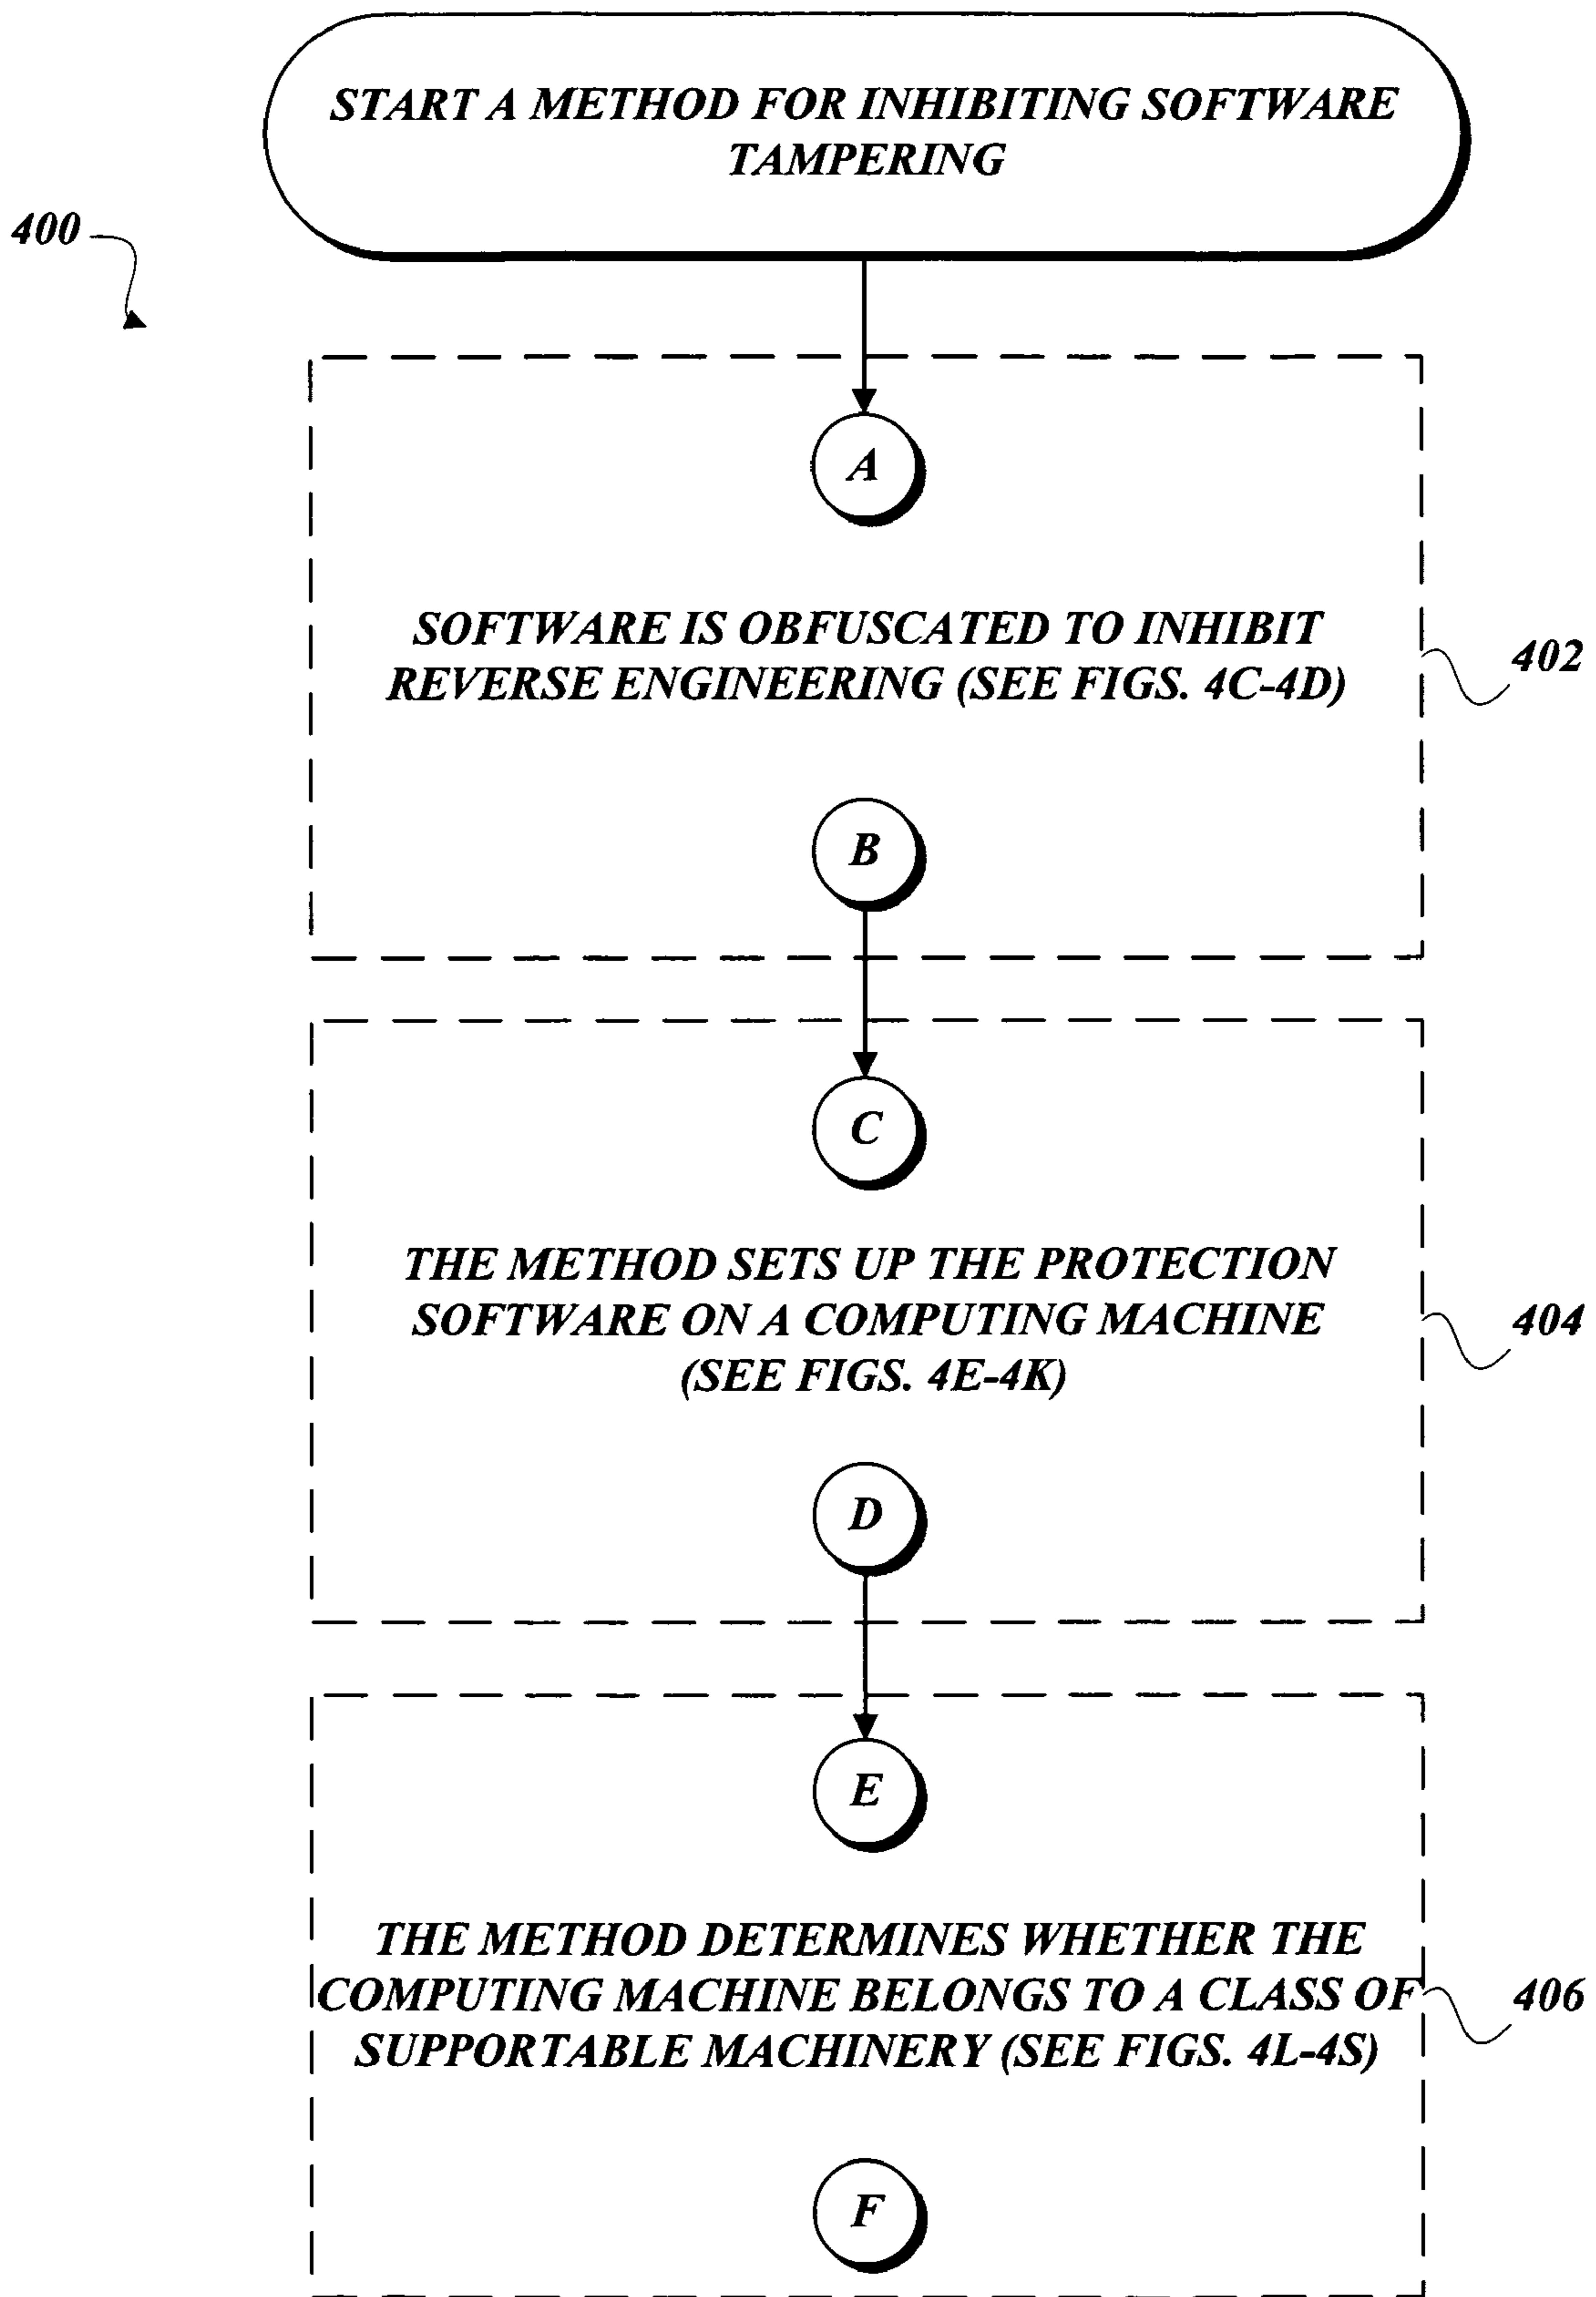 START A METHOD FOR INHIBITING SOFTWARE
TAMPERING
400
A
SOFTWARE IS OBFUSCATED TO INHIBIT
REVERSE ENGINEERING (SEE FIGS. 4C-4D)
402
B
C
THE METHOD SETS UP THE PROTECTION
SOFTWARE ON A COMPUTING MACHINE
(SEE FIGS. 4E-4K)
404
D
E
THE METHOD DETERMINES WHETHER THE
COMPUTING MACHINE BELONGS TO A CLASS OF
SUPPORTABLE MACHINERY (SEE FIGS. 4L-4S)
406
F